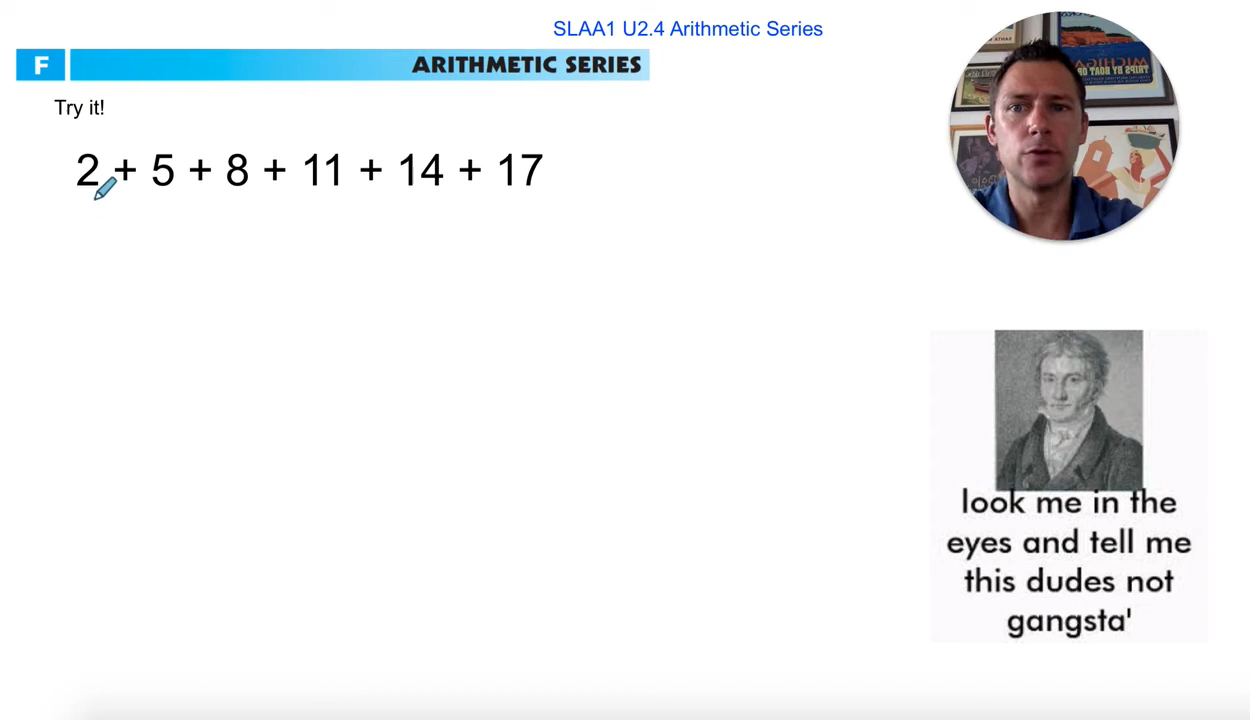 SLAA1 U2.4 Arithmetic Series
F ARITHMETIC SERIES
Try it!
2 + 5 + 8 + 11 + 14 + 17
look me in the
eyes and tell me
this dudes not
gangsta'